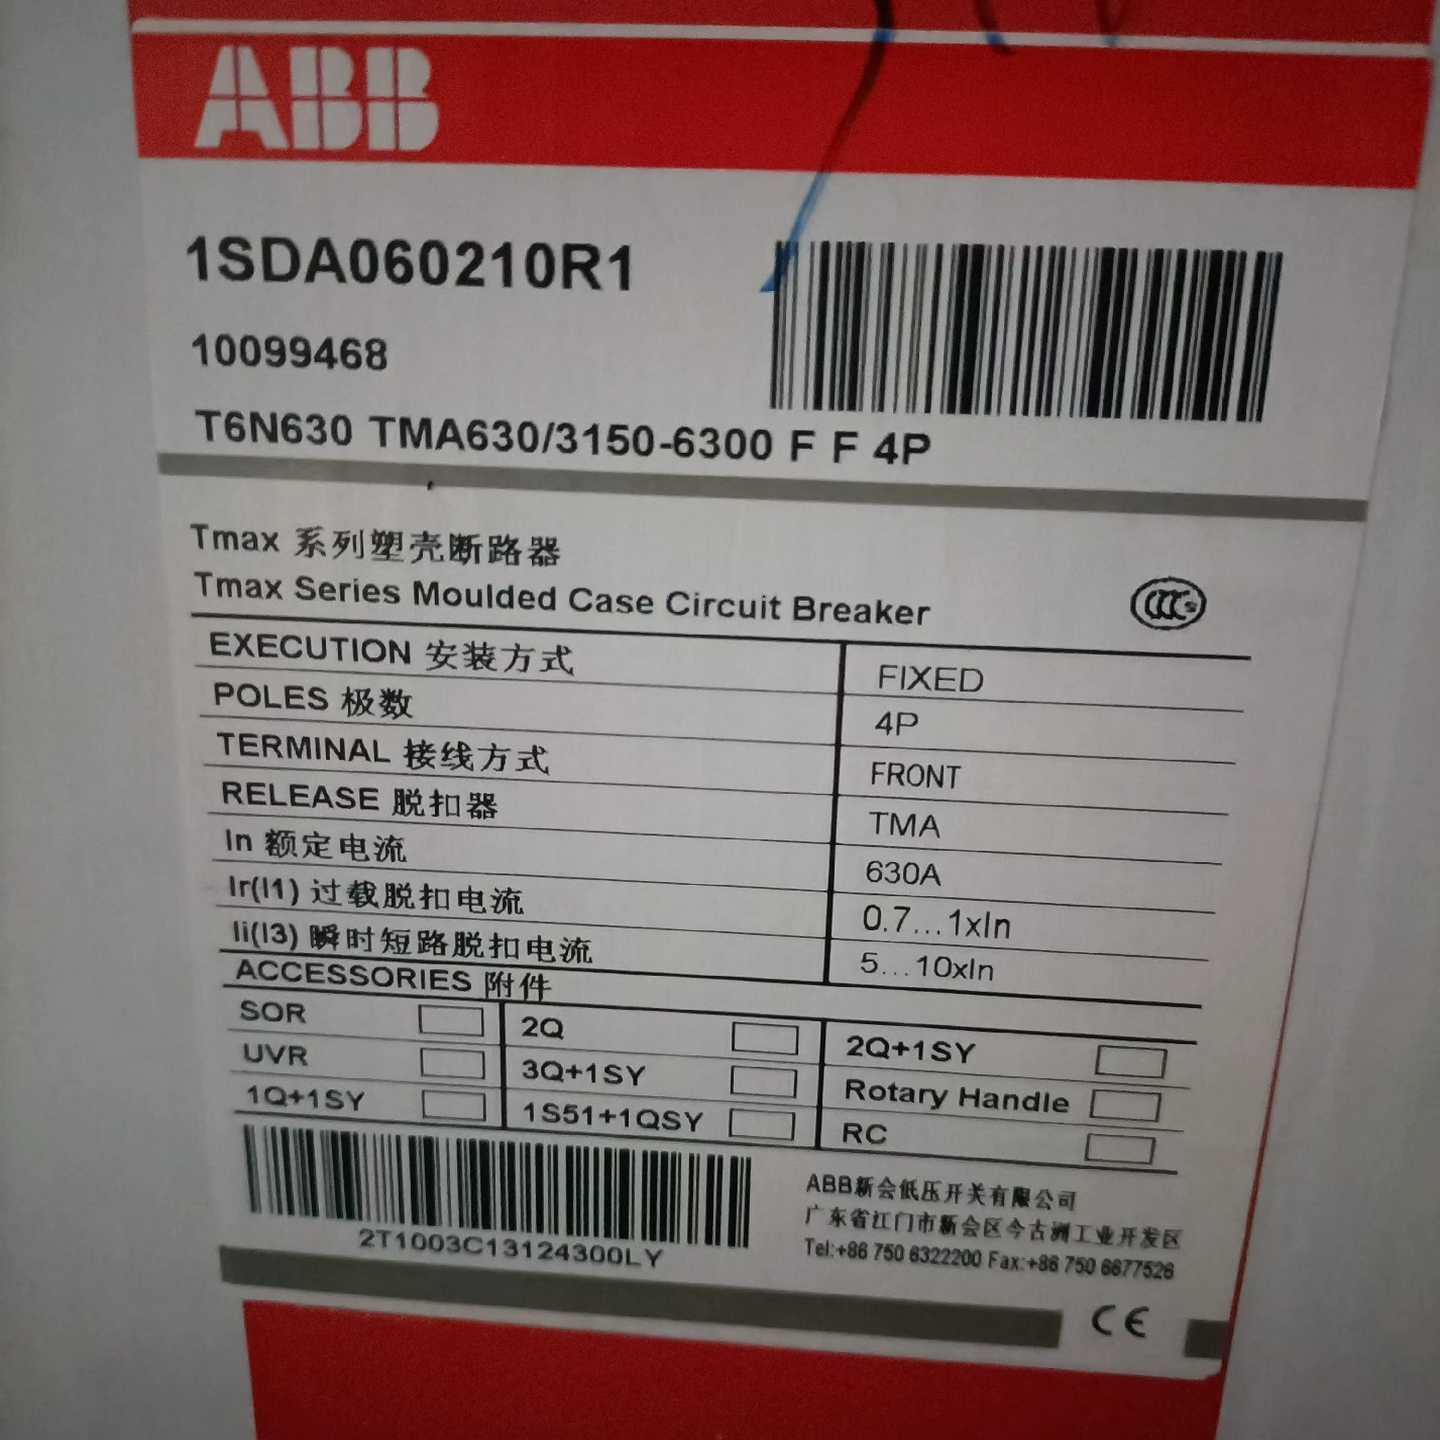 ABB
1SDA060210R1
10099468
T6N630 TMA630/3150-6300 F F 4P
Tmax 系列塑壳断路器
Tmax Series Moulded Case Circuit Breaker
EXECUTION 安装方式 FIXED
POLES 极数 4P
TERMINAL 接线方式 FRONT
RELEASE 脱扣器 TMA
In 额定电流 630A
Ir(I1) 过载脱扣电流 0.7...1xIn
Ii(I3) 瞬时短路脱扣电流 5...10xIn
ACCESSORIES 附件
SOR 2Q 2Q+1SY
UVR 3Q+1SY Rotary Handle
1Q+1SY 1S51+1QSY RC
2T1003C13124300LY
ABB新会低压开关有限公司
广东省江门市新会区今古洲工业开发区
Tel:+86 750 6322200 Fax:+86 750 6677526
CE